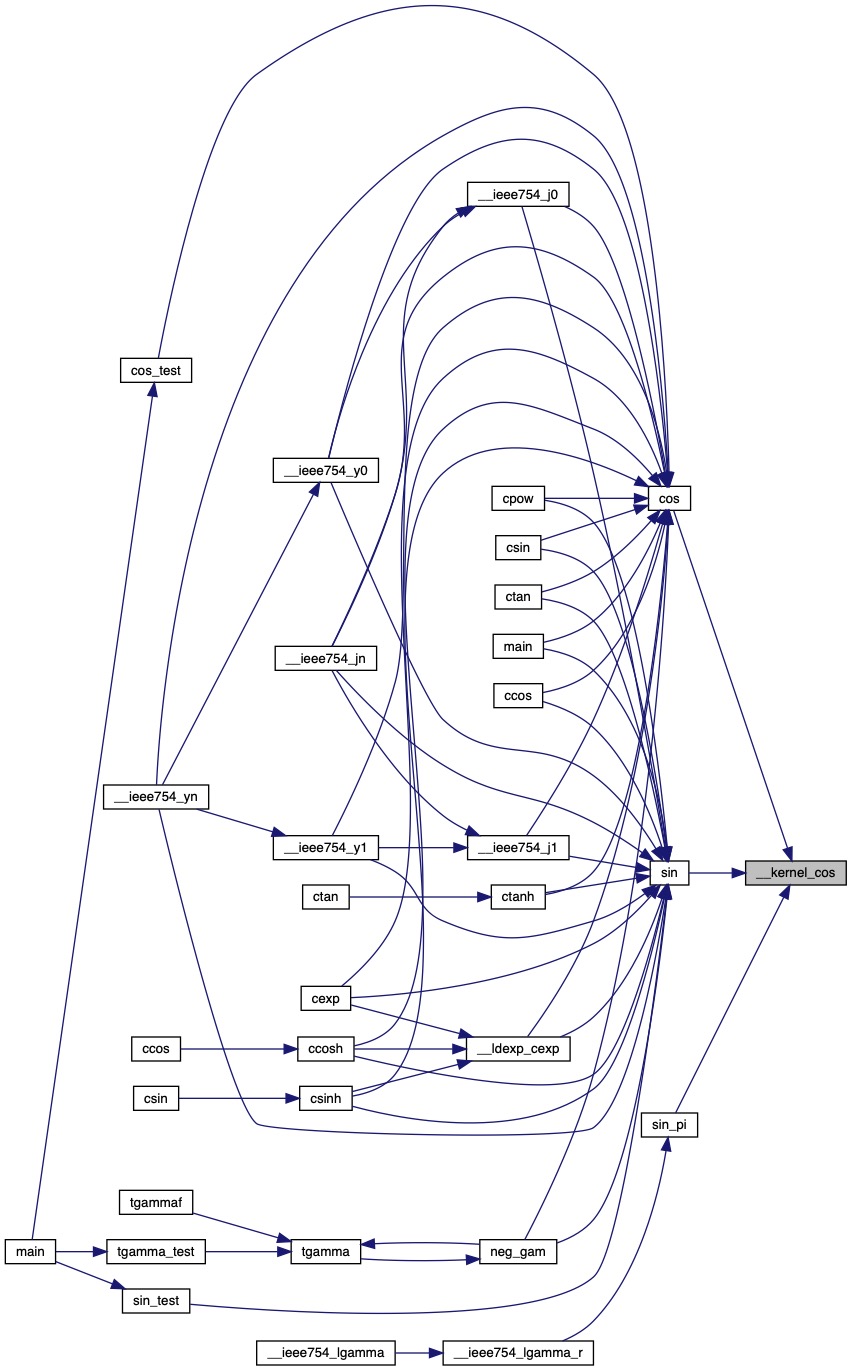 __ieee754_j0
cos_test
__ieee754_y0
cpow
cos
csin
ctan
main
__ieee754_jn
ccos
__ieee754_yn
__ieee754_y1
__ieee754_j1
sin
__kernel_cos
ctan
ctanh
cexp
ccos
ccosh
__ldexp_cexp
csin
csinh
sin_pi
tgammaf
main
tgamma_test
tgamma
neg_gam
sin_test
__ieee754_lgamma
__ieee754_lgamma_r